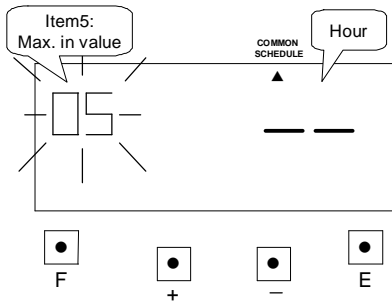 Item5:
Max. in value
COMMON
SCHEDULE
Hour
05
F
+
−
E